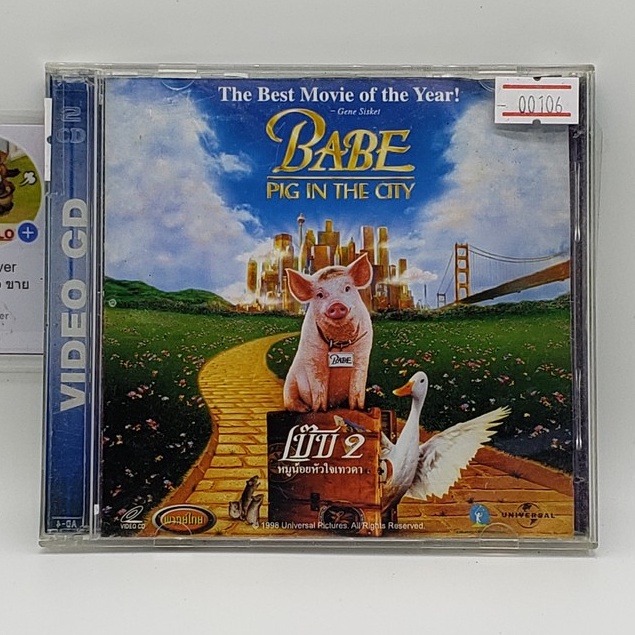 The Best Movie of the Year!
– Gene Siskel
00106
BABE
PIG IN THE CITY
2
CD
VIDEO CD
LO
ver
ขาย
er
BABE
เบ๊บ 2
หมูน้อยหัวใจเทวดา
VIDEO CD
พากย์ไทย
© 1998 Universal Pictures. All Rights Reserved.
UNIVERSAL